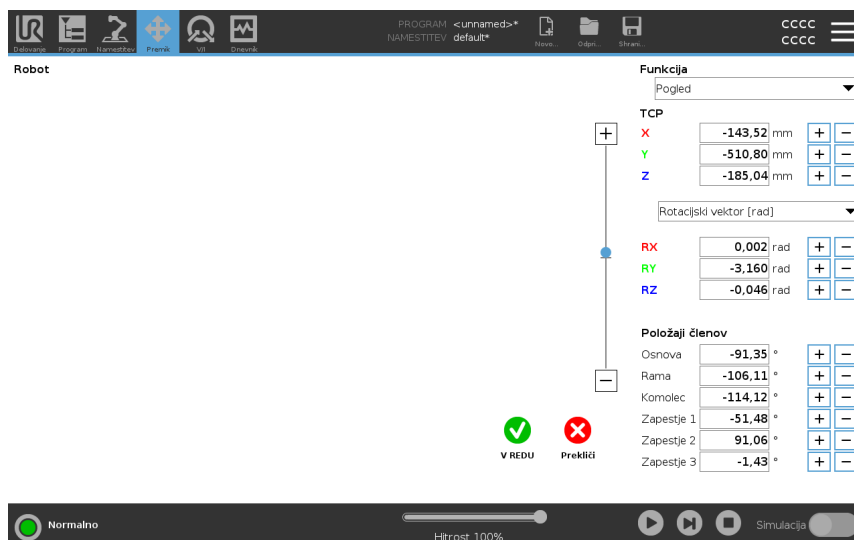 PROGRAM <unnamed>*
NAMESTITEV default*
CCCC
CCCC
Delovanje Program Namestitev Premik V/I Dnevnik Novo... Odpri... Shrani...
Robot
Funkcija
Pogled
TCP
X -143,52 mm + −
Y -510,80 mm + −
Z -185,04 mm + −
Rotacijski vektor [rad]
RX 0,002 rad + −
RY -3,160 rad + −
RZ -0,046 rad + −
Položaji členov
Osnova -91,35 ° + −
Rama -106,11 ° + −
Komolec -114,12 ° + −
Zapestje 1 -51,48 ° + −
Zapestje 2 91,06 ° + −
Zapestje 3 -1,43 ° + −
V REDU Prekliči
Normalno
Hitrost 100%
Simulacija